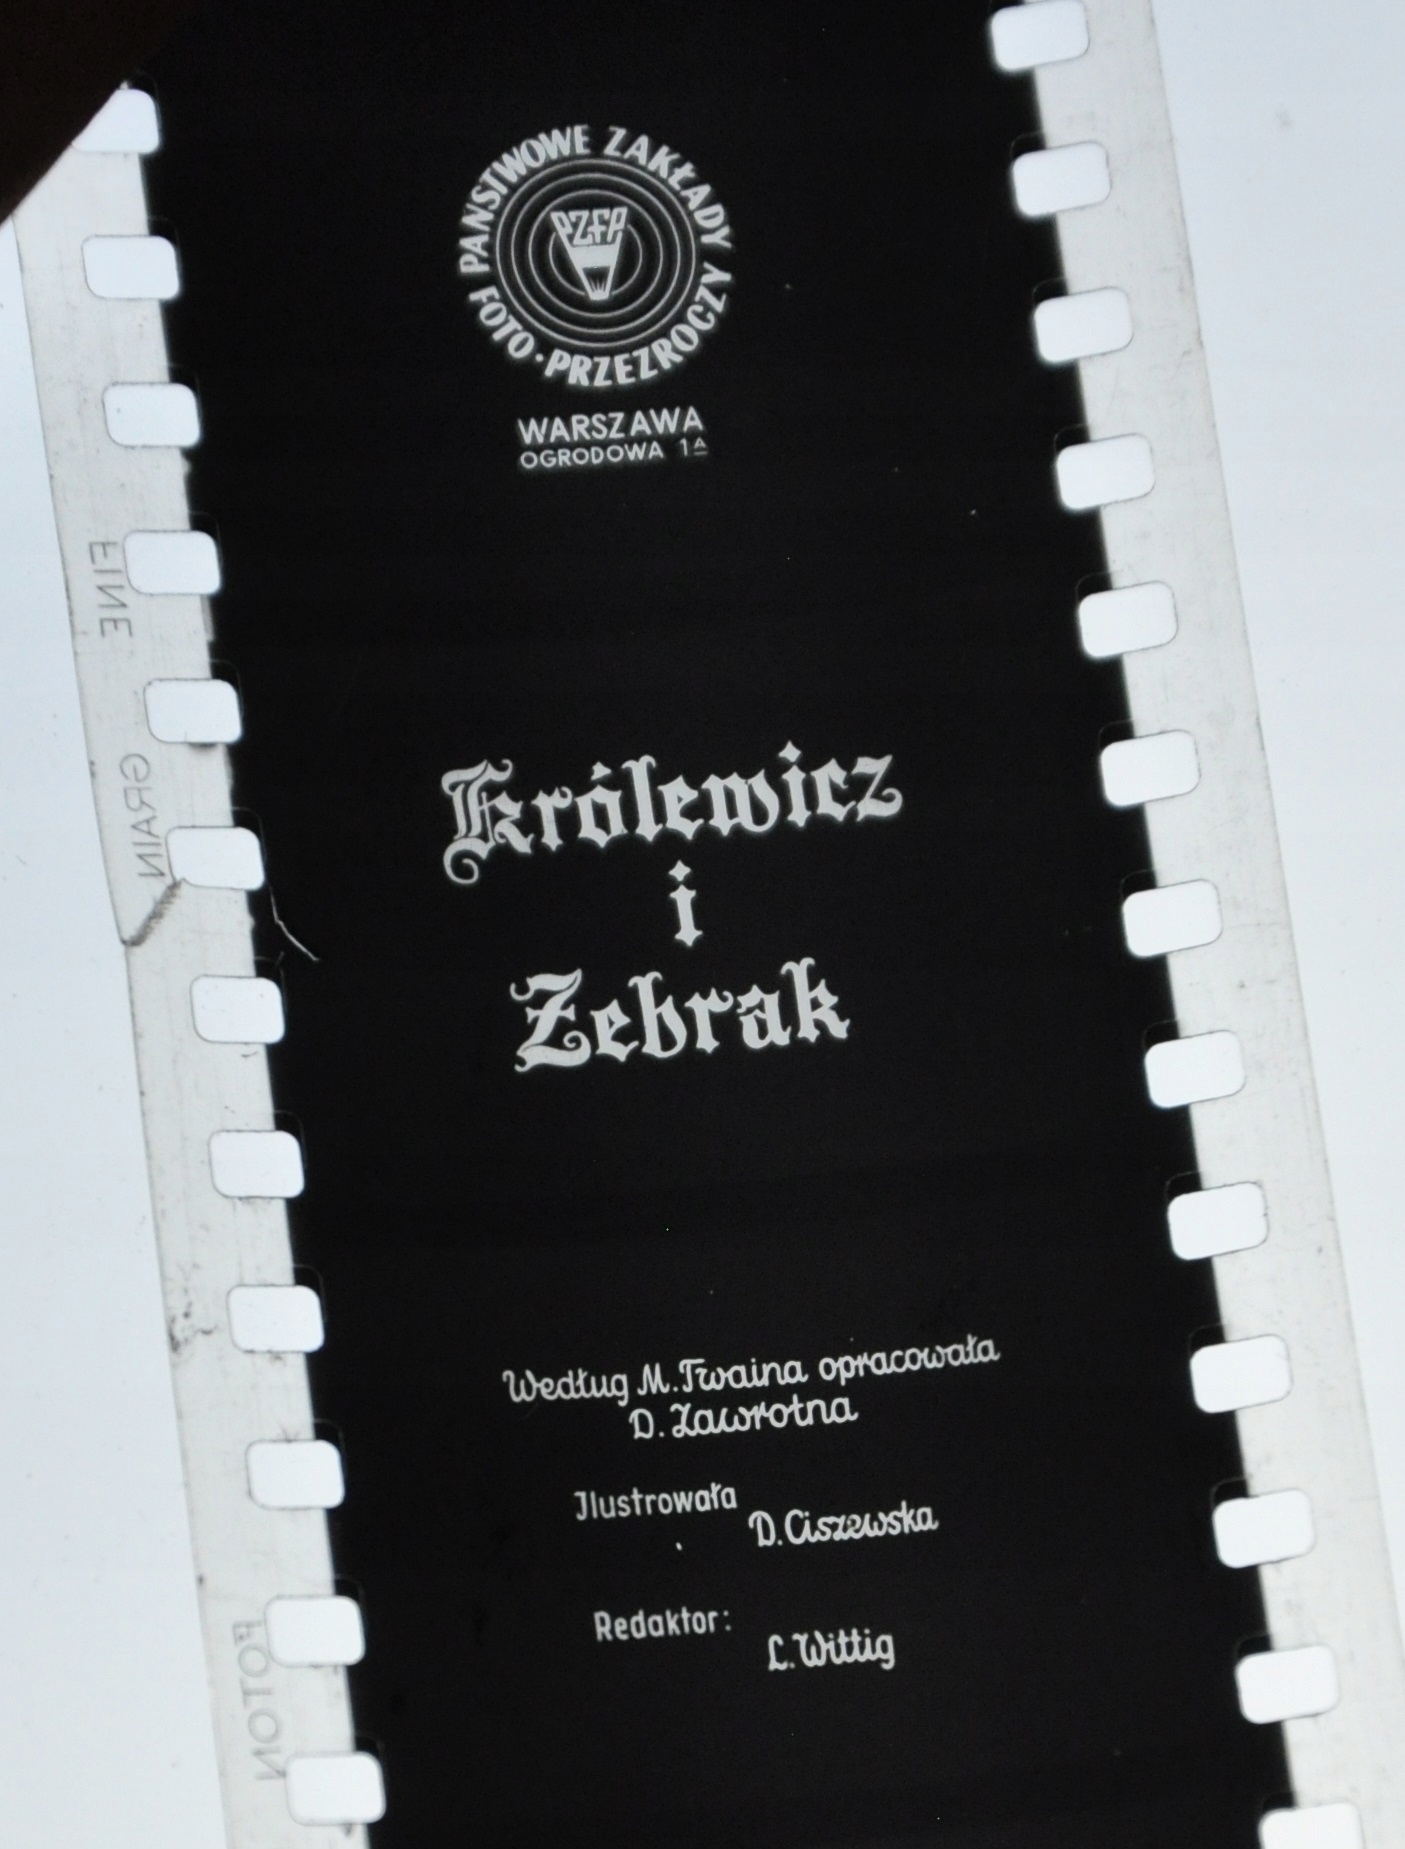 PAŃSTWOWE ZAKŁADY
FOTO · PRZEZROCZY
PZFP
WARSZAWA
OGRODOWA 1A
Królewicz
i
Żebrak
Według M. Twaina opracowała
D. Zawrotna
Ilustrowała
D. Ciszewska
Redaktor:
L. Wittig
FINE GRAIN
FOTON